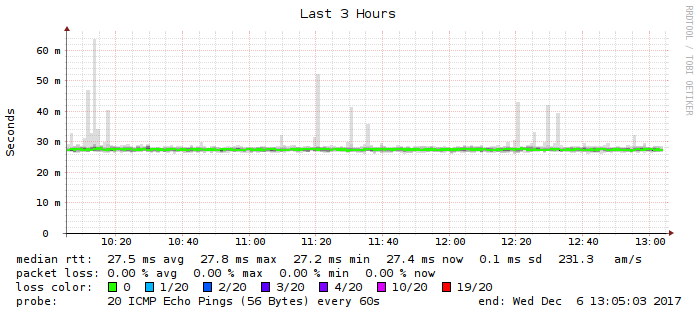 Last 3 Hours
RRDTOOL / TOBI OETIKER
Seconds
60 m
50 m
40 m
30 m
20 m
10 m
0
10:20 10:40 11:00 11:20 11:40 12:00 12:20 12:40 13:00
median rtt: 27.5 ms avg 27.8 ms max 27.2 ms min 27.4 ms now 0.1 ms sd 231.3 am/s
packet loss: 0.00 % avg 0.00 % max 0.00 % min 0.00 % now
loss color: 0 1/20 2/20 3/20 4/20 10/20 19/20
probe: 20 ICMP Echo Pings (56 Bytes) every 60s end: Wed Dec 6 13:05:03 2017